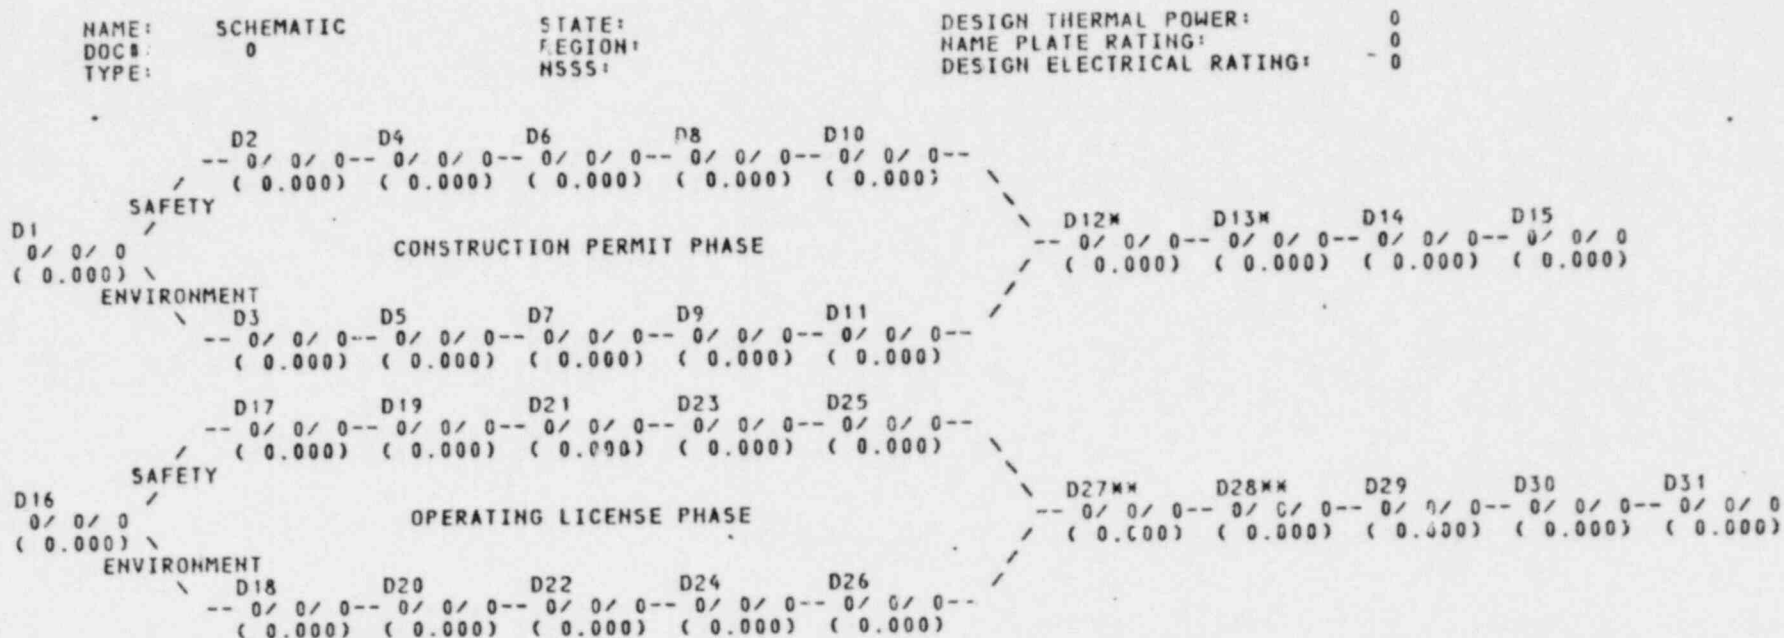 NAME: SCHEMATIC STATE: DESIGN THERMAL POWER: 0
DOC#: 0 REGION: NAME PLATE RATING: 0
TYPE: NSSS: DESIGN ELECTRICAL RATING: 0
D2 D4 D6 D8 D10
-- 0/ 0/ 0-- 0/ 0/ 0-- 0/ 0/ 0-- 0/ 0/ 0-- 0/ 0/ 0--
/ ( 0.000) ( 0.000) ( 0.000) ( 0.000) ( 0.000) \
SAFETY
D1 / \ D12* D13* D14 D15
0/ 0/ 0 CONSTRUCTION PERMIT PHASE -- 0/ 0/ 0-- 0/ 0/ 0-- 0/ 0/ 0-- 0/ 0/ 0
( 0.000) \ / ( 0.000) ( 0.000) ( 0.000) ( 0.000)
ENVIRONMENT /
\ D3 D5 D7 D9 D11
-- 0/ 0/ 0-- 0/ 0/ 0-- 0/ 0/ 0-- 0/ 0/ 0-- 0/ 0/ 0--
( 0.000) ( 0.000) ( 0.000) ( 0.000) ( 0.000)
D17 D19 D21 D23 D25
-- 0/ 0/ 0-- 0/ 0/ 0-- 0/ 0/ 0-- 0/ 0/ 0-- 0/ 0/ 0--
/ ( 0.000) ( 0.000) ( 0.000) ( 0.000) ( 0.000) \
SAFETY
D16 / \ D27** D28** D29 D30 D31
0/ 0/ 0 OPERATING LICENSE PHASE -- 0/ 0/ 0-- 0/ 0/ 0-- 0/ 0/ 0-- 0/ 0/ 0-- 0/ 0/ 0
( 0.000) \ / ( 0.000) ( 0.000) ( 0.000) ( 0.000) ( 0.000)
ENVIRONMENT
\ D18 D20 D22 D24 D26 /
-- 0/ 0/ 0-- 0/ 0/ 0-- 0/ 0/ 0-- 0/ 0/ 0-- 0/ 0/ 0--
( 0.000) ( 0.000) ( 0.000) ( 0.000) ( 0.000)